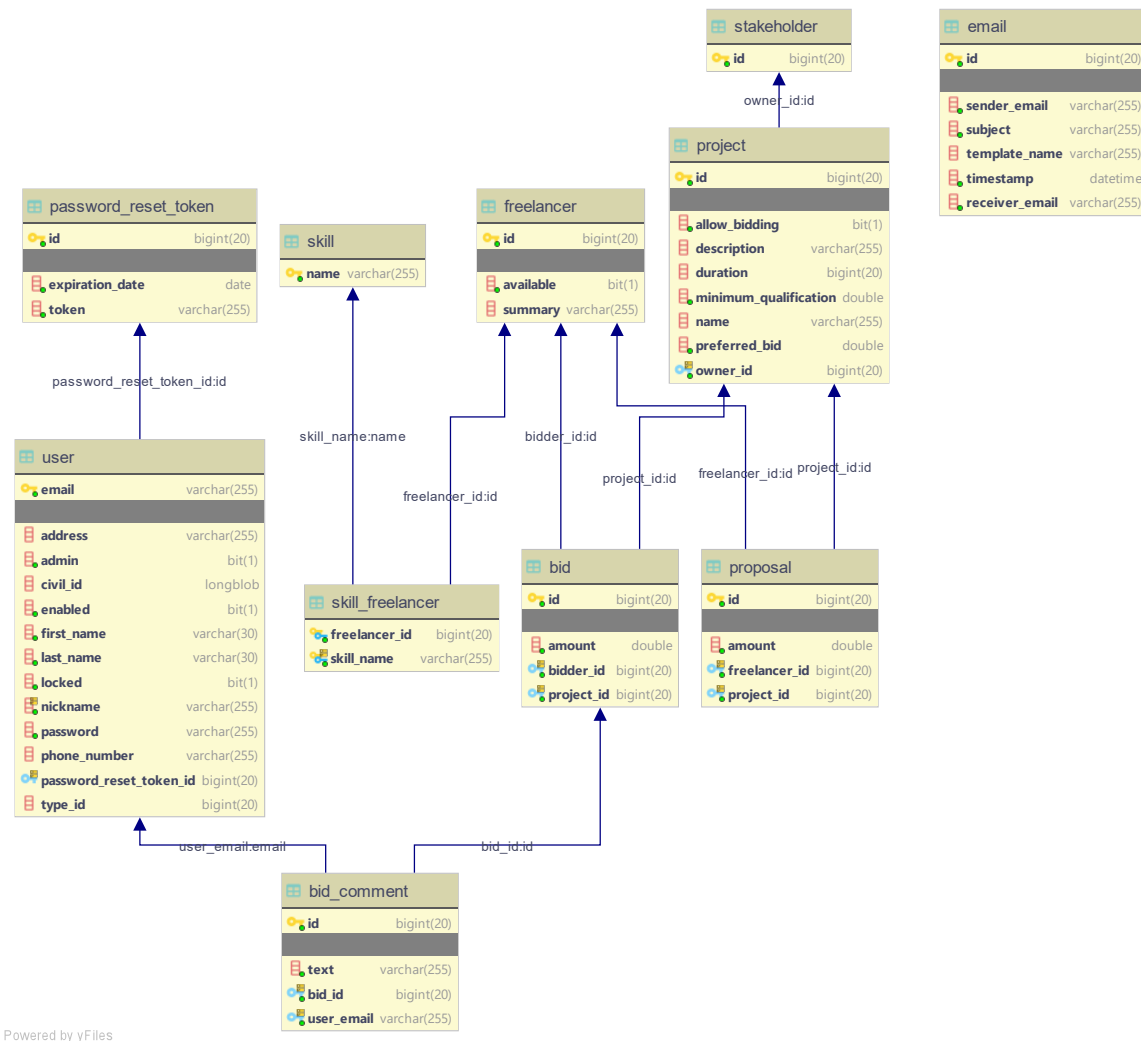 stakeholder
id bigint(20)
email
id bigint(20)
sender_email varchar(255)
subject varchar(255)
template_name varchar(255)
timestamp datetime
receiver_email varchar(255)
owner_id:id
project
id bigint(20)
allow_bidding bit(1)
description varchar(255)
duration bigint(20)
minimum_qualification double
name varchar(255)
preferred_bid double
owner_id bigint(20)
password_reset_token
id bigint(20)
expiration_date date
token varchar(255)
skill
name varchar(255)
freelancer
id bigint(20)
available bit(1)
summary varchar(255)
password_reset_token_id:id
skill_name:name
freelancer_id:id
bidder_id:id
project_id:id
freelancer_id:id
project_id:id
user
email varchar(255)
address varchar(255)
admin bit(1)
civil_id longblob
enabled bit(1)
first_name varchar(30)
last_name varchar(30)
locked bit(1)
nickname varchar(255)
password varchar(255)
phone_number varchar(255)
password_reset_token_id bigint(20)
type_id bigint(20)
skill_freelancer
freelancer_id bigint(20)
skill_name varchar(255)
bid
id bigint(20)
amount double
bidder_id bigint(20)
project_id bigint(20)
proposal
id bigint(20)
amount double
freelancer_id bigint(20)
project_id bigint(20)
user_email:email
bid_id:id
bid_comment
id bigint(20)
text varchar(255)
bid_id bigint(20)
user_email varchar(255)
Powered by yFiles